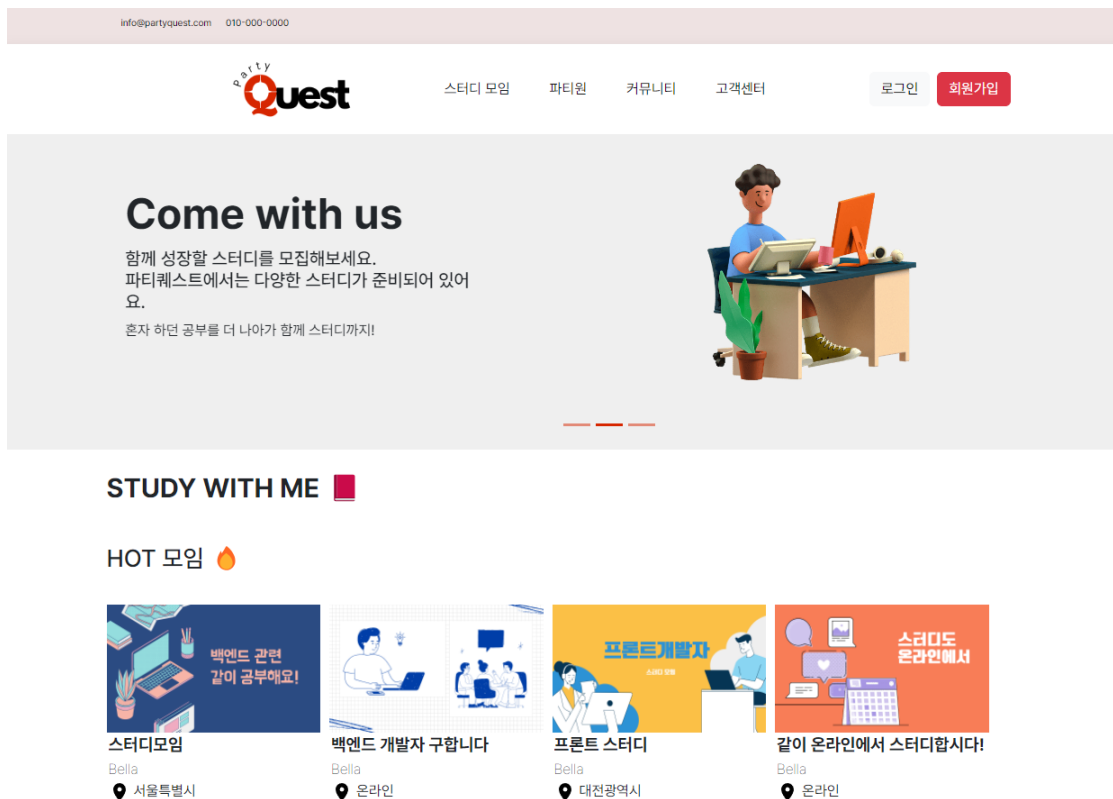 info@partyquest.com 010-000-0000
Party
Quest
스터디 모임 파티원 커뮤니티 고객센터 로그인 회원가입
Come with us
함께 성장할 스터디를 모집해보세요.
파티퀘스트에서는 다양한 스터디가 준비되어 있어
요.
혼자 하던 공부를 더 나아가 함께 스터디까지!
STUDY WITH ME
HOT 모임
백엔드 관련
같이 공부해요!
프론트개발자
스터디 모임
스터디도
온라인에서
스터디모임 백엔드 개발자 구합니다 프론트 스터디 같이 온라인에서 스터디합시다!
Bella Bella Bella Bella
서울특별시 온라인 대전광역시 온라인